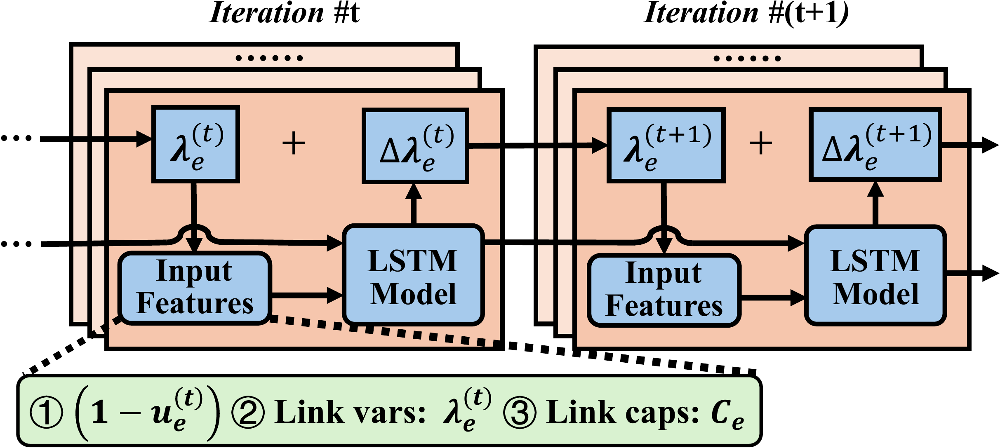 Iteration #t
Iteration #(t+1)
······
······
··· λ_e^(t) + Δλ_e^(t)
λ_e^(t+1) + Δλ_e^(t+1)
···
Input
Features
LSTM
Model
Input
Features
LSTM
Model
① (1 − u_e^(t)) ② Link vars: λ_e^(t) ③ Link caps: C_e